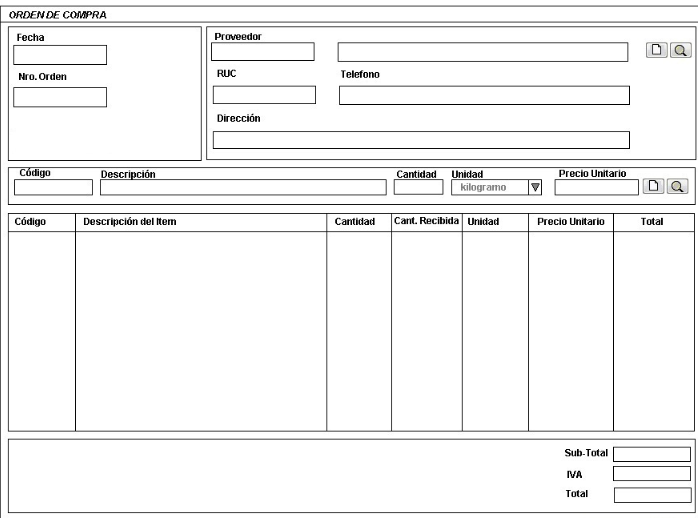 ORDEN DE COMPRA
Fecha
Nro. Orden
Proveedor
RUC Telefono
Dirección
Código Descripción Cantidad Unidad Precio Unitario
kilogramo
Código Descripción del Item Cantidad Cant. Recibida Unidad Precio Unitario Total
Sub-Total
IVA
Total